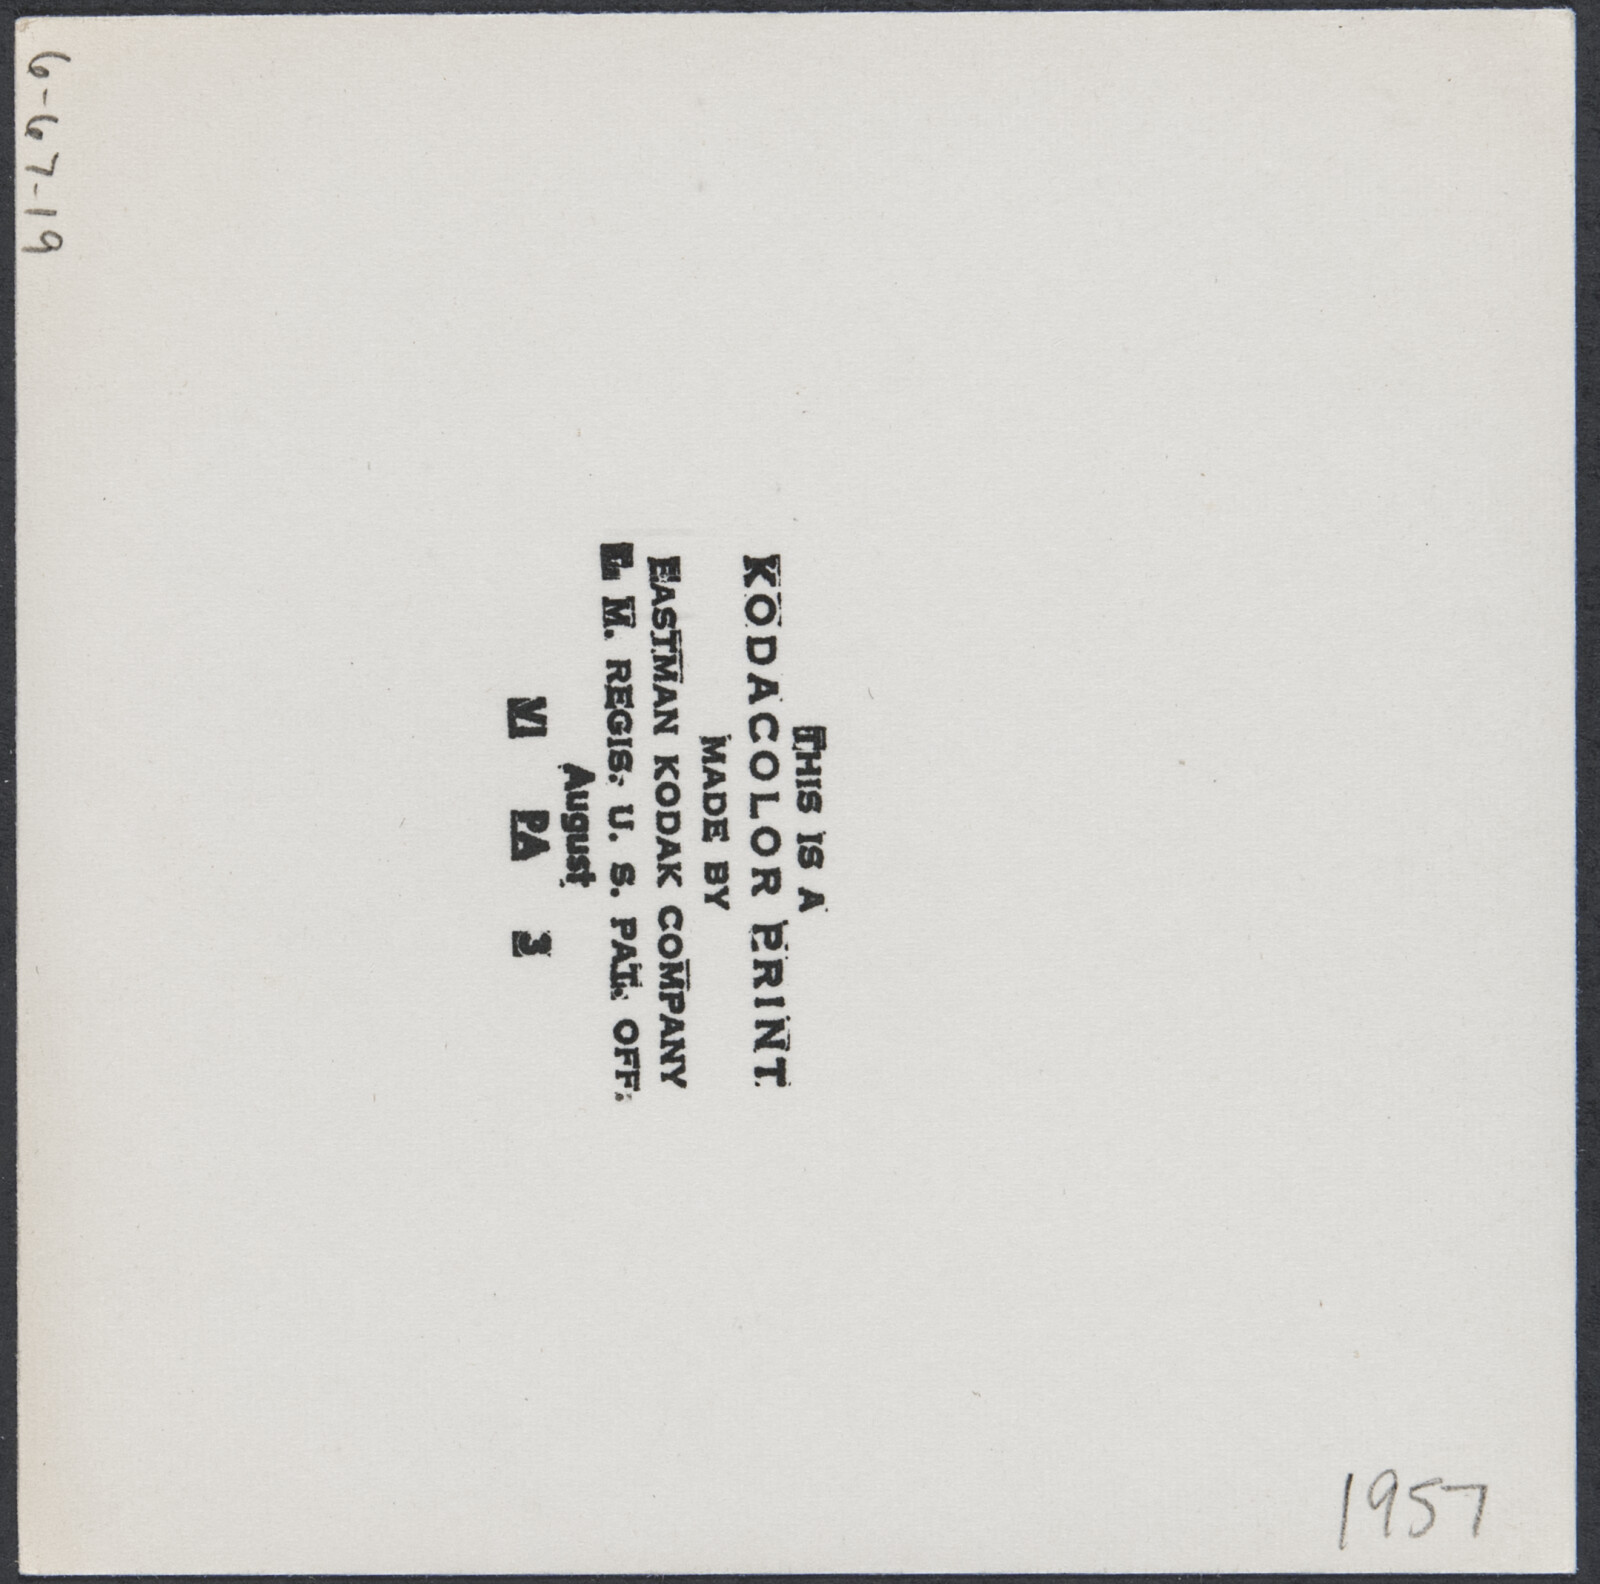 6-67-19
THIS IS A
KODACOLOR PRINT
MADE BY
EASTMAN KODAK COMPANY
T. M. REGIS. U. S. PAT. OFF.
August
VI PA 3
1957